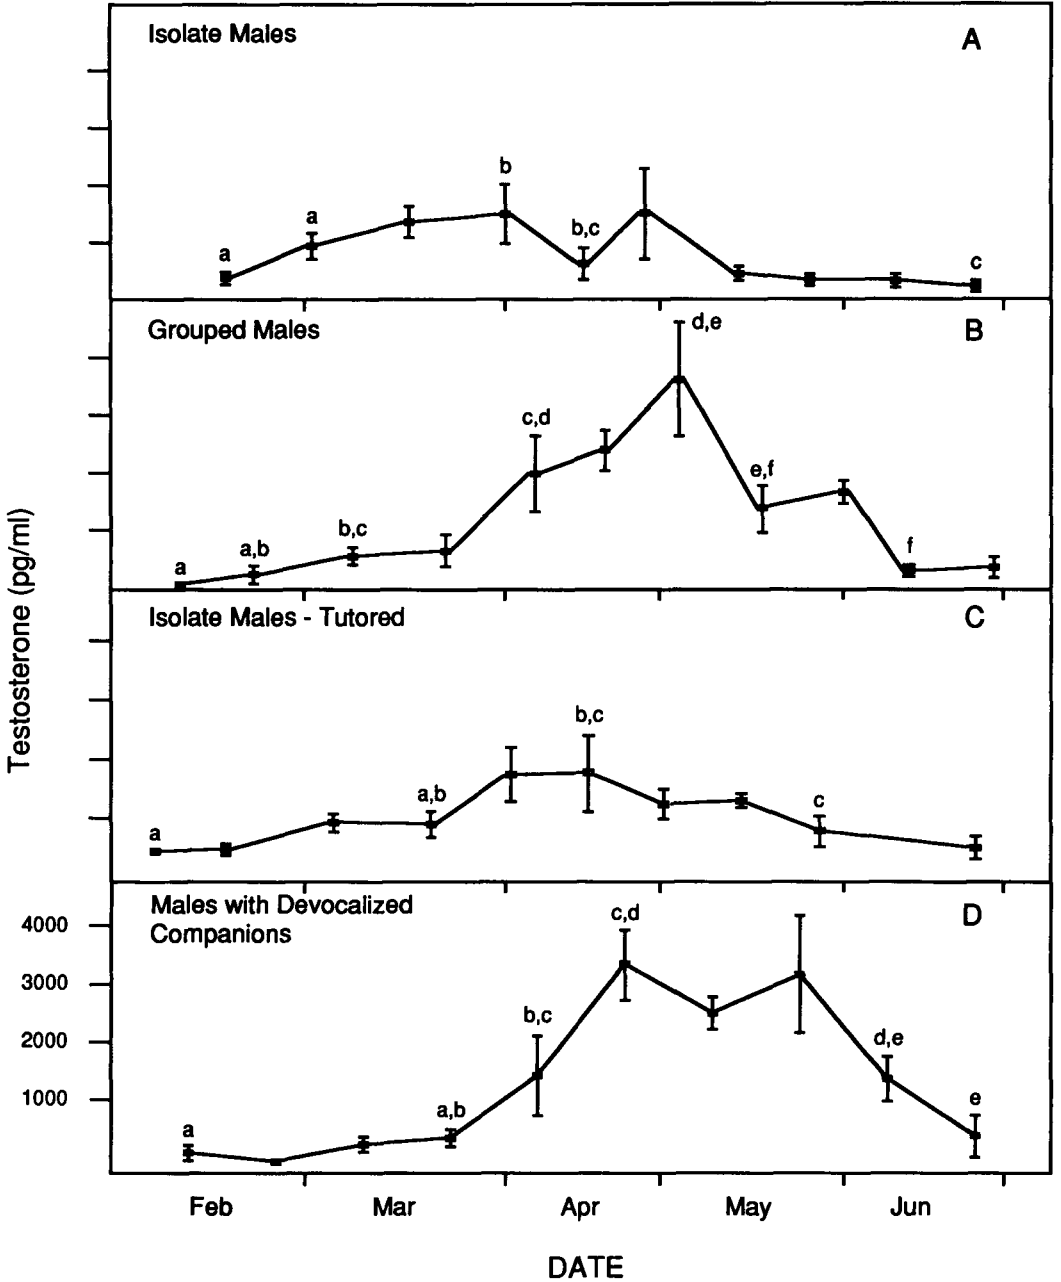 Isolate Males
A
b
a
b,c
a
c
Grouped Males
B
d,e
c,d
e,f
b,c
a,b
f
a
Isolate Males - Tutored
C
b,c
a,b
c
a
Males with Devocalized
Companions
D
c,d
b,c
d,e
a,b
e
a
4000
3000
2000
1000
Testosterone (pg/ml)
Feb Mar Apr May Jun
DATE